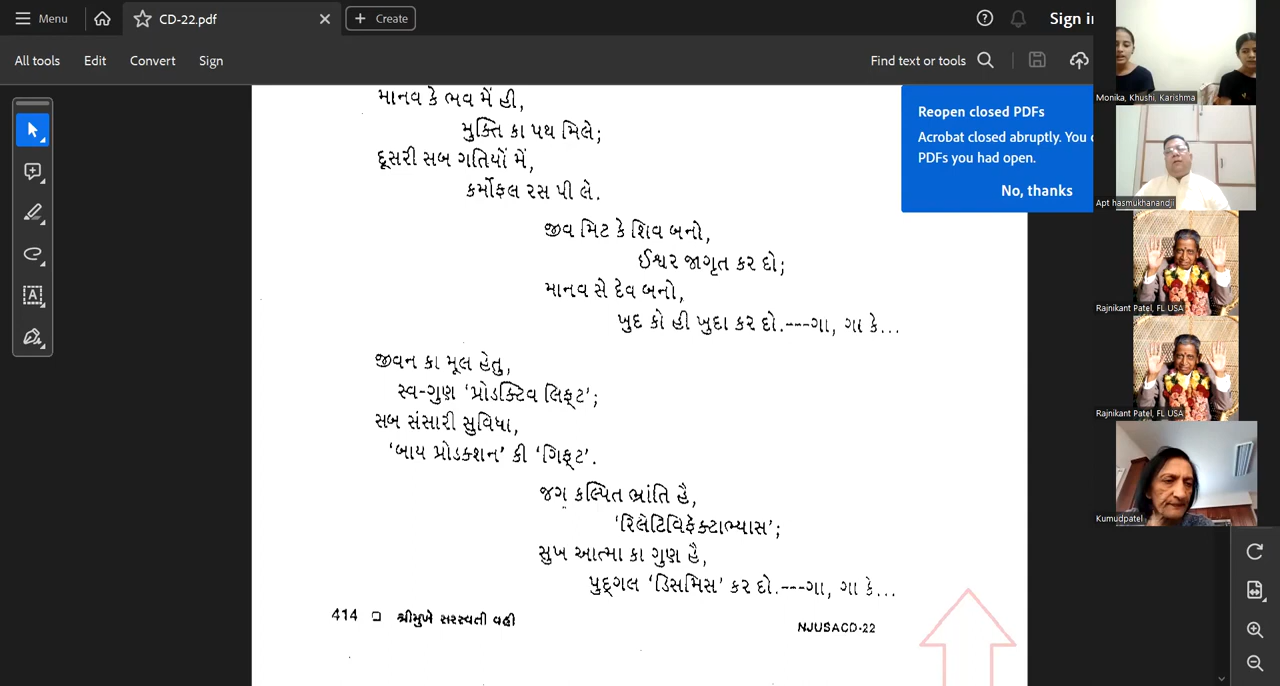 Menu
CD-22.pdf
Create
Sign in
All tools
Edit
Convert
Sign
Find text or tools
માનવ કે ભવ મેં હી,
મુક્તિ કા પથ મિલે;
દૂસરી સબ ગતિયોં મેં,
કર્મોફલ રસ પી લે.
જીવ મિટ કે શિવ બનો,
ઈશ્વર જાગૃત કર દો;
માનવ સે દેવ બનો,
ખુદ કો હી ખુદા કર દો.---ગા, ગા કે...
જીવન કા મૂલ હેતુ,
સ્વ-ગુણ ‘પ્રોડક્ટિવ લિફ્ટ’;
સબ સંસારી સુવિધા,
‘બાય પ્રોડક્શન’ કી ‘ગિફ્ટ’.
જગ કલ્પિત ભ્રાંતિ હૈ,
‘રિલેટિવિફેક્ટાભ્યાસ’;
સુખ આત્મા કા ગુણ હૈ,
પુદ્ગલ ‘ડિસમિસ’ કર દો.---ગા, ગા કે...
414 □ શ્રીમુખે સરસ્વતી વહી
NJUSACD-22
Reopen closed PDFs
Acrobat closed abruptly. You
PDFs you had open.
No, thanks
Monika, Khushi, Karishma
Apt hasmukhanandji
Rajnikant Patel, FL USA
Rajnikant Patel, FL USA
Kumudpatel